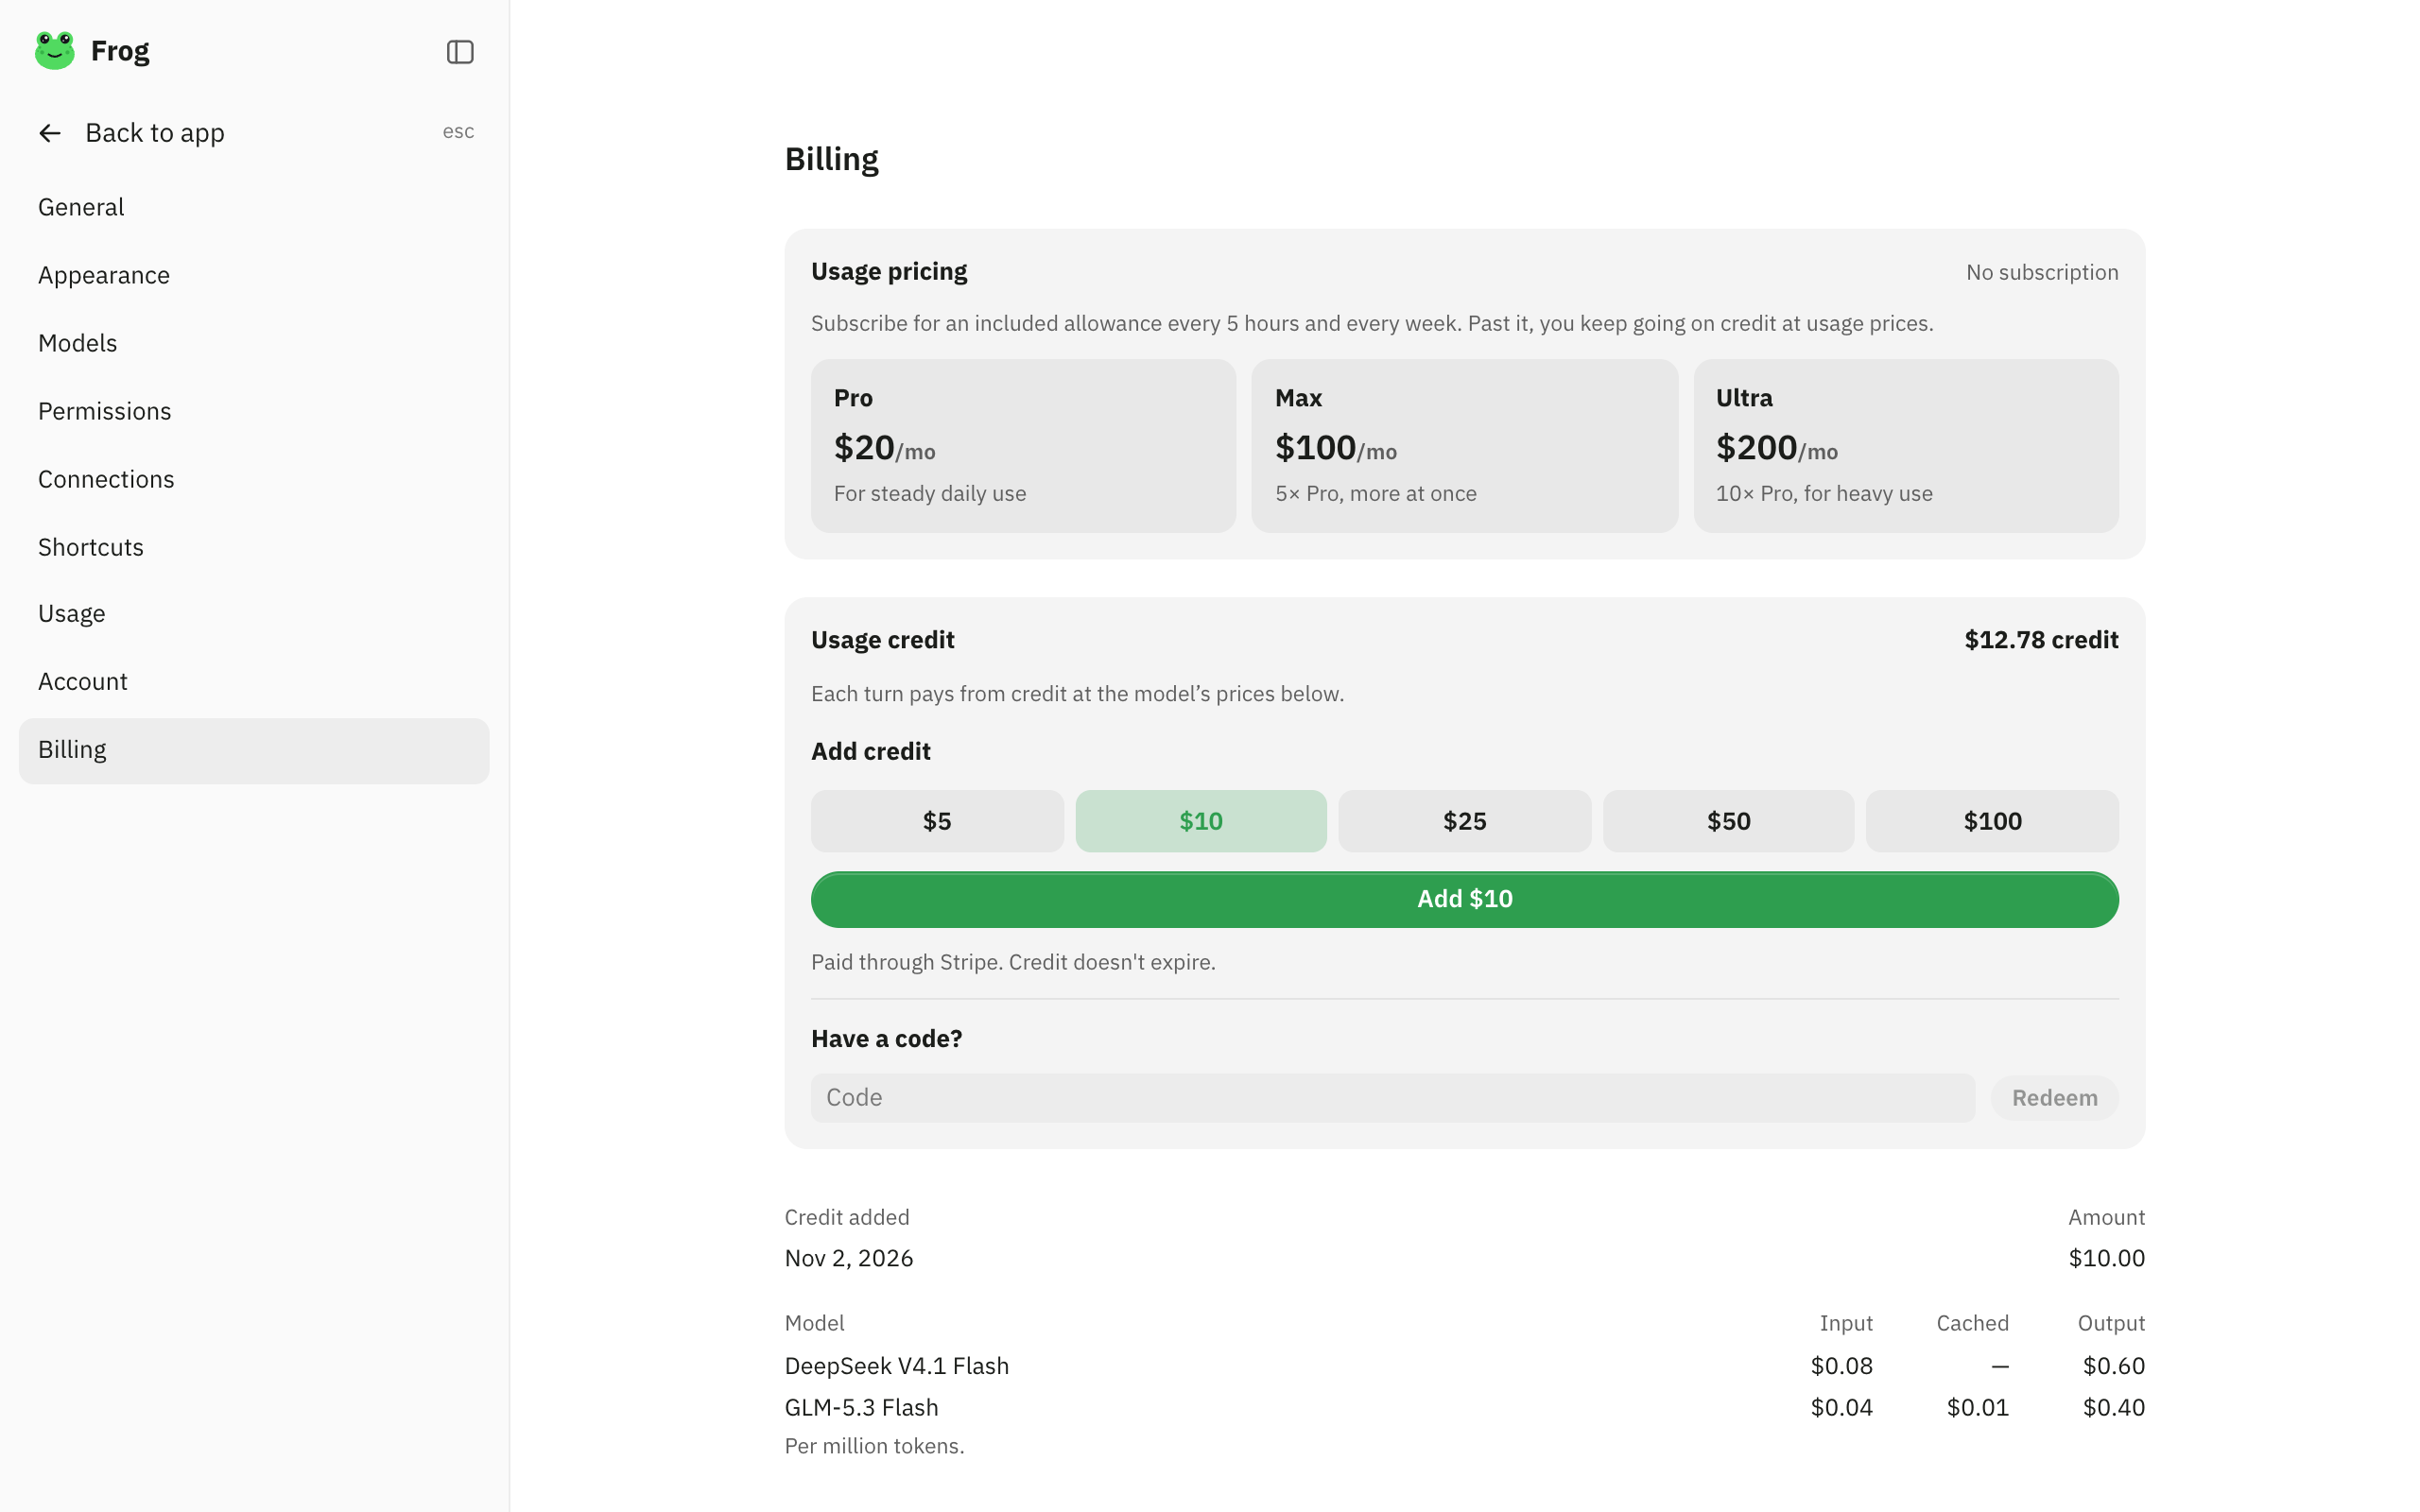 Frog
Back to app esc
General
Appearance
Models
Permissions
Connections
Shortcuts
Usage
Account
Billing
Billing
Usage pricing No subscription
Subscribe for an included allowance every 5 hours and every week. Past it, you keep going on credit at usage prices.
Pro
$20/mo
For steady daily use
Max
$100/mo
5× Pro, more at once
Ultra
$200/mo
10× Pro, for heavy use
Usage credit $12.78 credit
Each turn pays from credit at the model’s prices below.
Add credit
$5 $10 $25 $50 $100
Add $10
Paid through Stripe. Credit doesn't expire.
Have a code?
Code Redeem
Credit added Amount
Nov 2, 2026 $10.00
Model Input Cached Output
DeepSeek V4.1 Flash $0.08 — $0.60
GLM-5.3 Flash $0.04 $0.01 $0.40
Per million tokens.